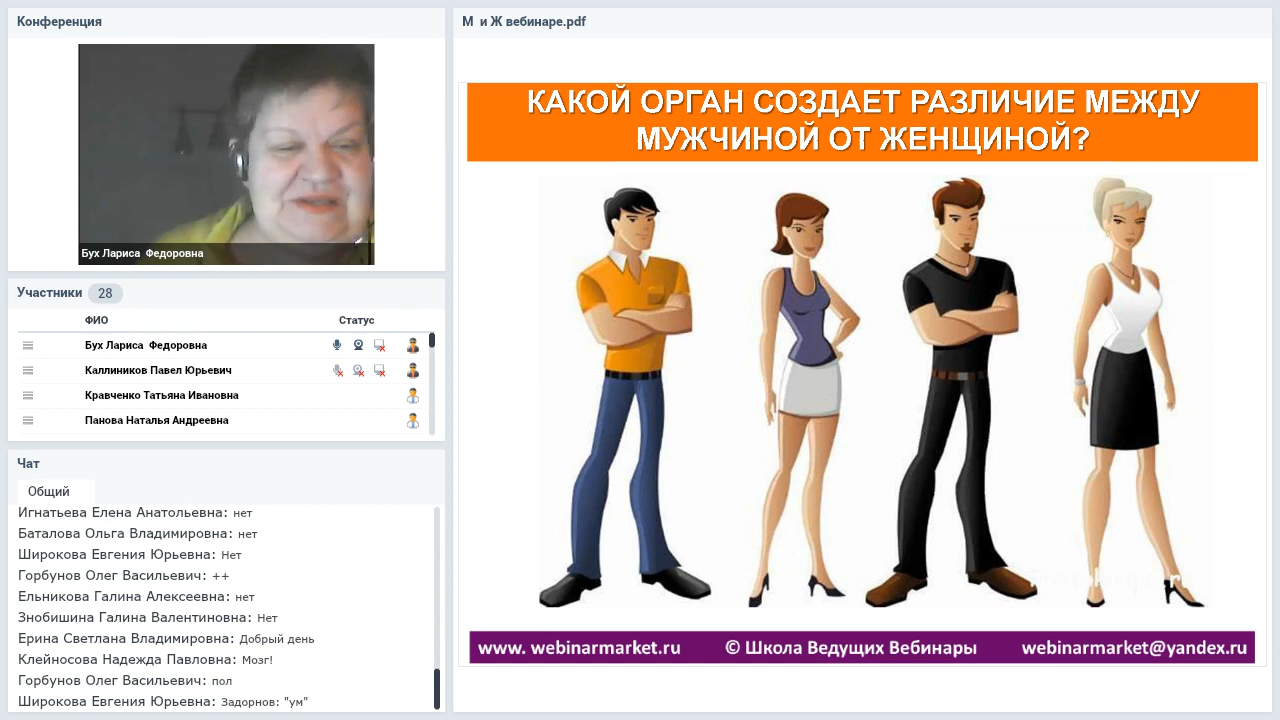 Конференция
Бух Лариса Федоровна
Участники 28
ФИО Статус
Бух Лариса Федоровна
Каллиников Павел Юрьевич
Кравченко Татьяна Ивановна
Панова Наталья Андреевна
Чат
Общий
Игнатьева Елена Анатольевна: нет
Баталова Ольга Владимировна: нет
Широкова Евгения Юрьевна: Нет
Горбунов Олег Васильевич: ++
Ельникова Галина Алексеевна: нет
Знобишина Галина Валентиновна: Нет
Ерина Светлана Владимировна: Добрый день
Клейносова Надежда Павловна: Мозг!
Горбунов Олег Васильевич: пол
Широкова Евгения Юрьевна: Задорнов: "ум"
М и Ж вебинаре.pdf
КАКОЙ ОРГАН СОЗДАЕТ РАЗЛИЧИЕ МЕЖДУ
МУЖЧИНОЙ ОТ ЖЕНЩИНОЙ?
www. webinarmarket.ru © Школа Ведущих Вебинары webinarmarket@yandex.ru